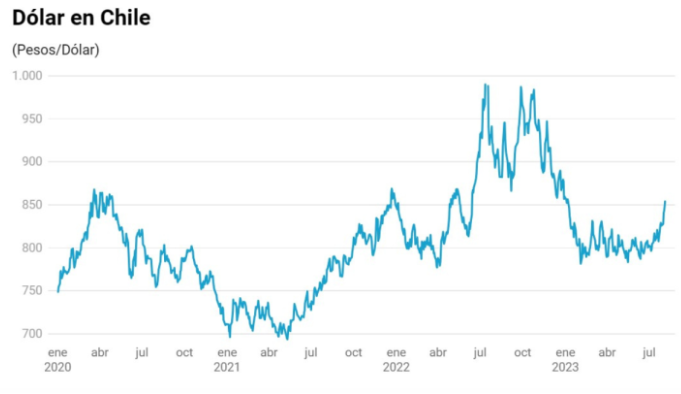 Dólar en Chile
(Pesos/Dólar)
1.000
950
900
850
800
750
700
ene abr jul oct ene abr jul oct ene abr jul oct ene abr jul
2020 2021 2022 2023